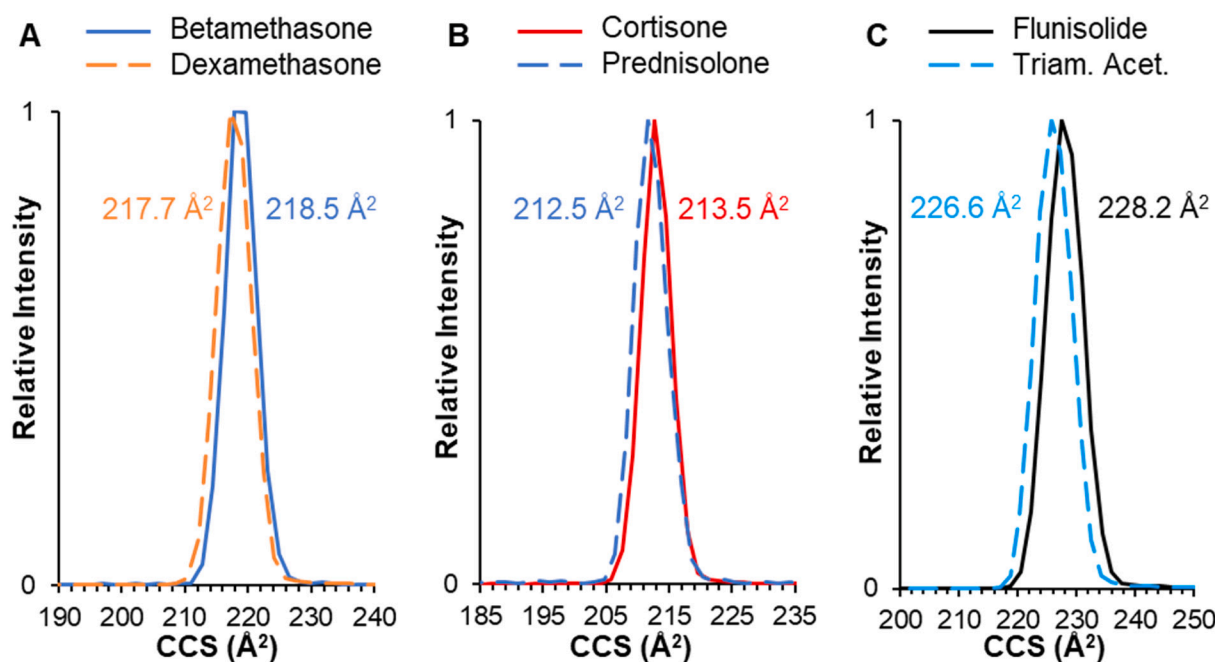 A
Betamethasone
Dexamethasone
1
217.7 Å²
218.5 Å²
Relative Intensity
0
190 200 210 220 230 240
CCS (Å²)
B
Cortisone
Prednisolone
1
212.5 Å²
213.5 Å²
Relative Intensity
0
185 195 205 215 225 235
CCS (Å²)
C
Flunisolide
Triam. Acet.
1
226.6 Å²
228.2 Å²
Relative Intensity
0
200 210 220 230 240 250
CCS (Å²)